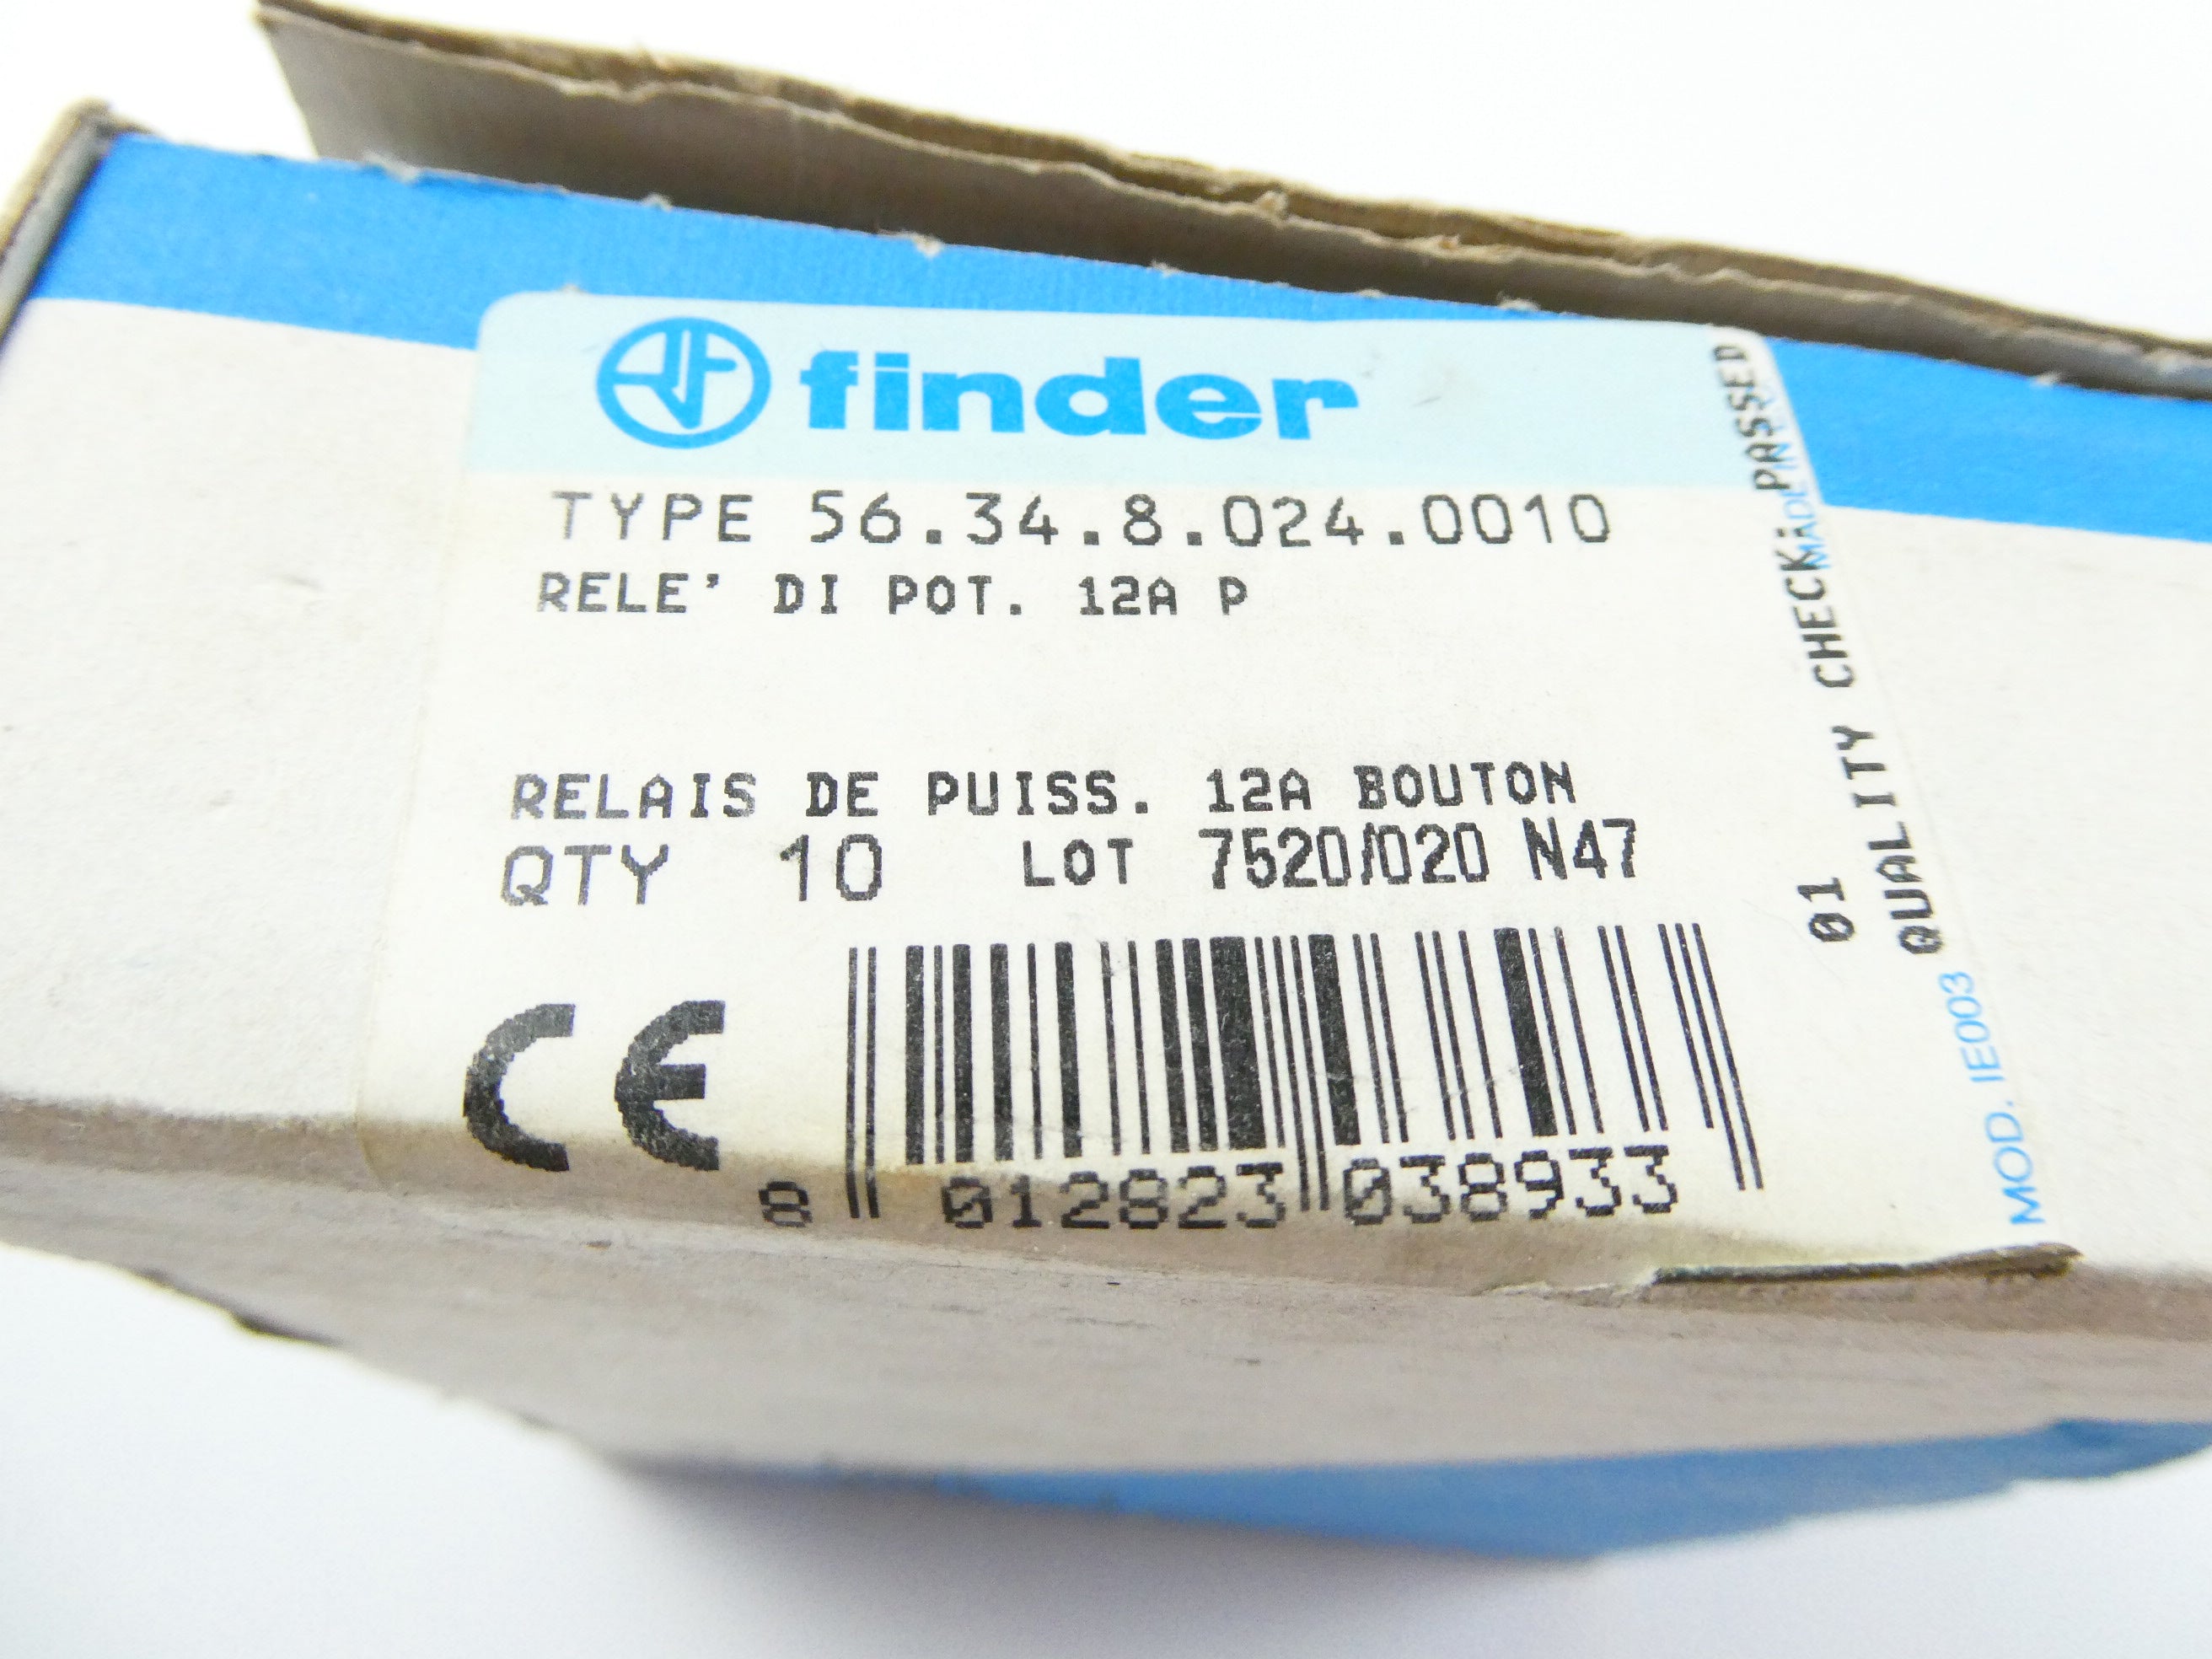 finder
TYPE 56.34.8.024.0010
RELE' DI POT. 12A P
RELAIS DE PUISS. 12A BOUTON
QTY 10 LOT 7520/020 N47
CE
8 012823 038933
01
QUALITY CHECK: PASSED
MOD. IE003
MADE